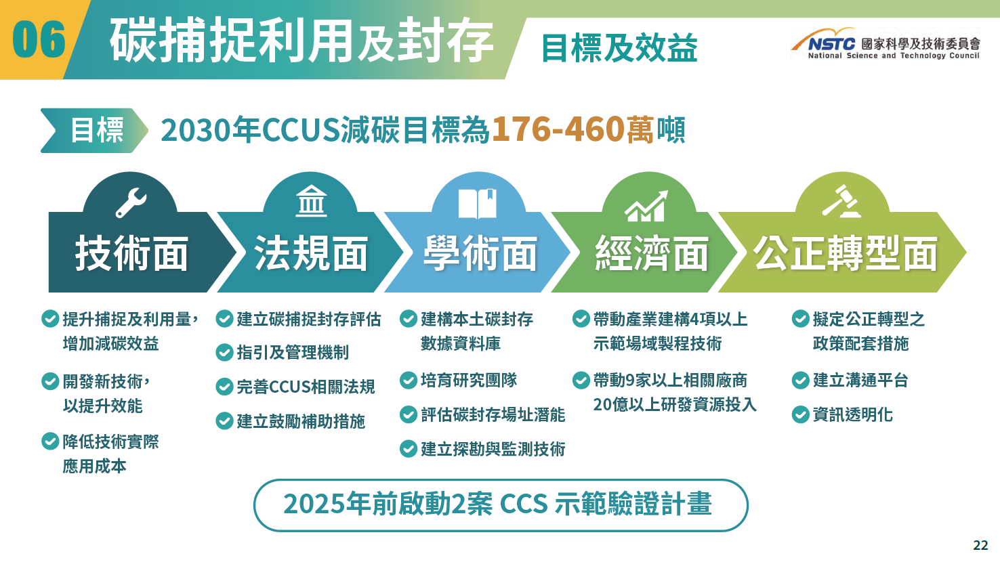 06
碳捕捉利用及封存
目標及效益
NSTC 國家科學及技術委員會
National Science and Technology Council
目標
2030年CCUS減碳目標為176-460萬噸
技術面
法規面
學術面
經濟面
公正轉型面
提升捕捉及利用量，
增加減碳效益
開發新技術，
以提升效能
降低技術實際
應用成本
建立碳捕捉封存評估
指引及管理機制
完善CCUS相關法規
建立鼓勵補助措施
建構本土碳封存
數據資料庫
培育研究團隊
評估碳封存場址潛能
建立探勘與監測技術
帶動產業建構4項以上
示範場域製程技術
帶動9家以上相關廠商
20億以上研發資源投入
擬定公正轉型之
政策配套措施
建立溝通平台
資訊透明化
2025年前啟動2案 CCS 示範驗證計畫
22